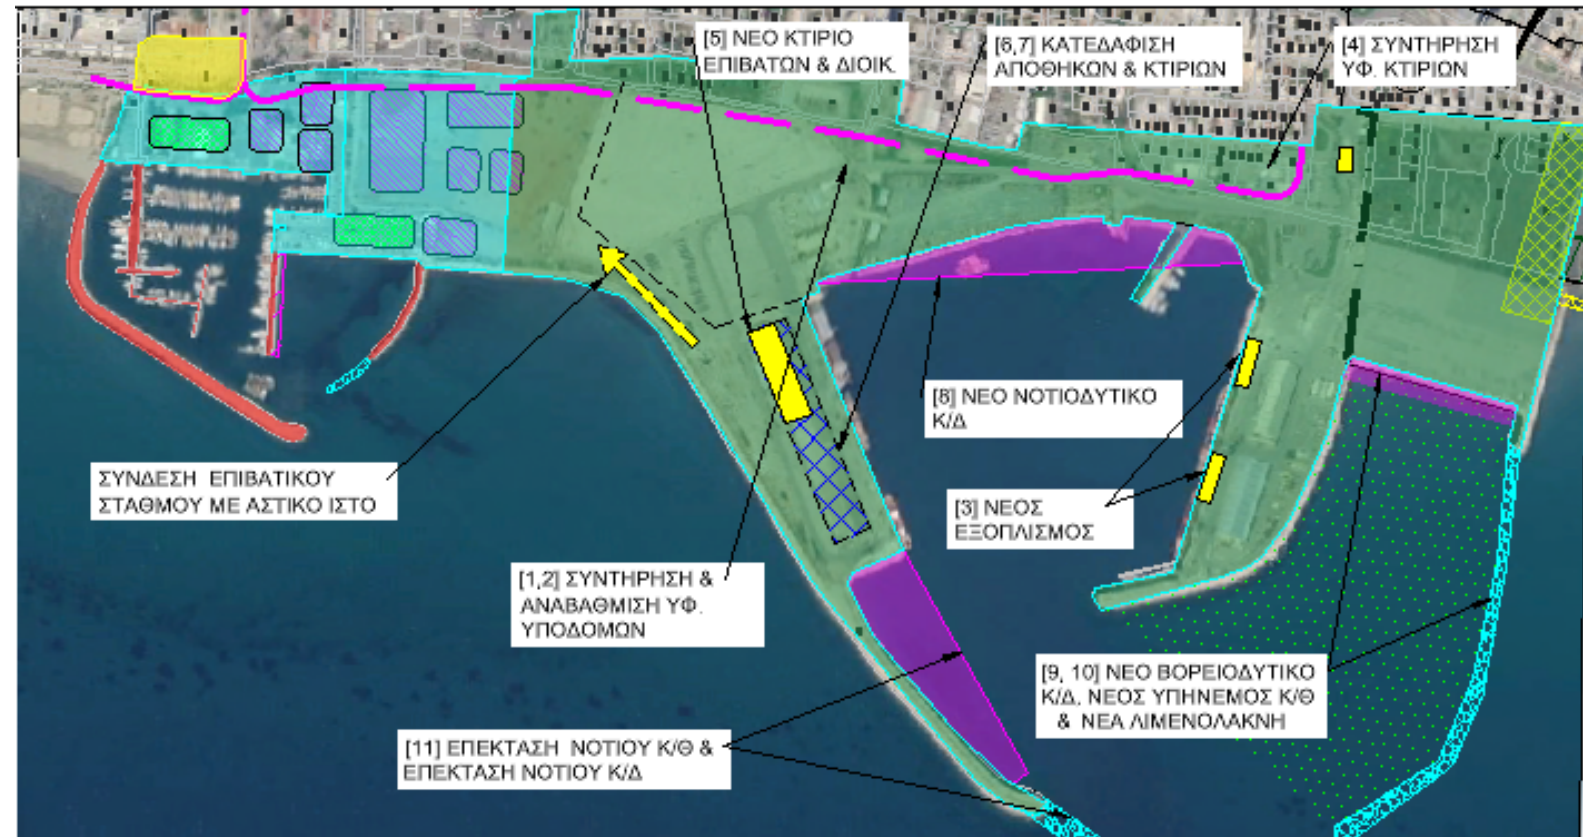 [5] ΝΕΟ ΚΤΙΡΙΟ
ΕΠΙΒΑΤΩΝ & ΔΙΟΙΚ.
[6,7] ΚΑΤΕΔΑΦΙΣΗ
ΑΠΟΘΗΚΩΝ & ΚΤΙΡΙΩΝ
[4] ΣΥΝΤΗΡΗΣΗ
ΥΦ. ΚΤΙΡΙΩΝ
[8] ΝΕΟ ΝΟΤΙΟΔΥΤΙΚΟ
Κ/Δ
ΣΥΝΔΕΣΗ ΕΠΙΒΑΤΙΚΟΥ
ΣΤΑΘΜΟΥ ΜΕ ΑΣΤΙΚΟ ΙΣΤΟ
[3] ΝΕΟΣ
ΕΞΟΠΛΙΣΜΟΣ
[1,2] ΣΥΝΤΗΡΗΣΗ &
ΑΝΑΒΑΘΜΙΣΗ ΥΦ.
ΥΠΟΔΟΜΩΝ
[9, 10] ΝΕΟ ΒΟΡΕΙΟΔΥΤΙΚΟ
Κ/Δ, ΝΕΟΣ ΥΠΗΝΕΜΟΣ Κ/Θ
& ΝΕΑ ΛΙΜΕΝΟΛΑΚΝΗ
[11] ΕΠΕΚΤΑΣΗ ΝΟΤΙΟΥ Κ/Θ &
ΕΠΕΚΤΑΣΗ ΝΟΤΙΟΥ Κ/Δ